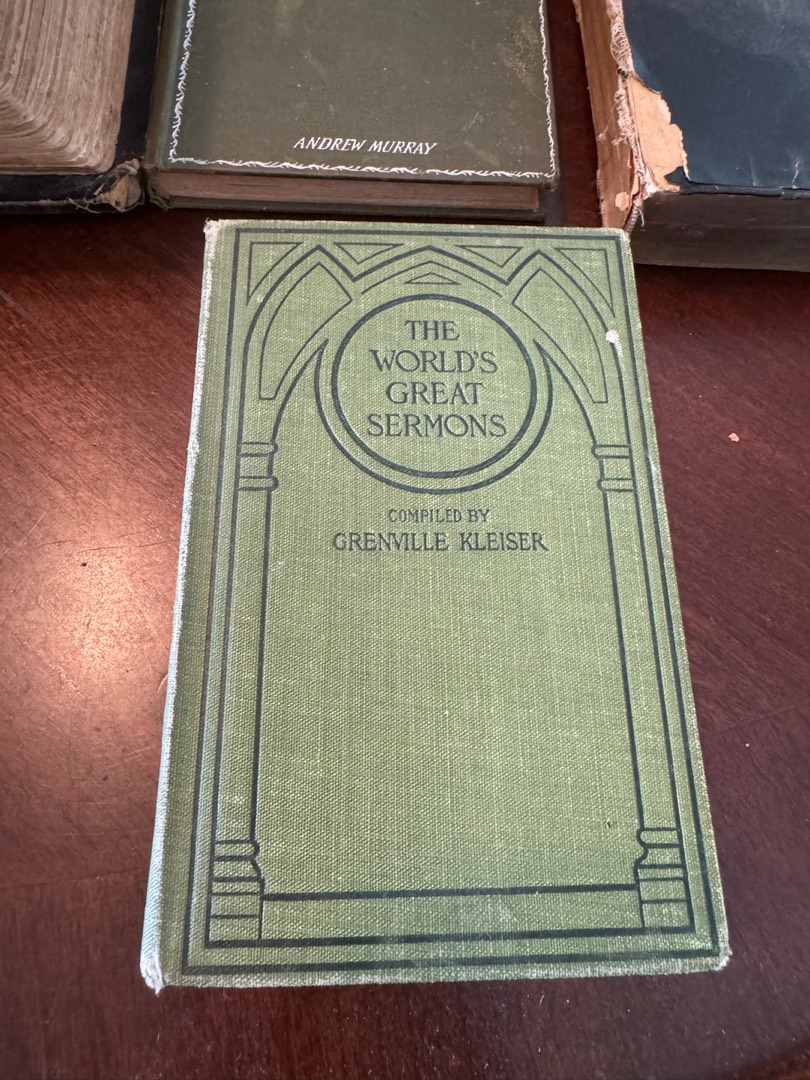 ANDREW MURRAY
THE
WORLD'S
GREAT
SERMONS
COMPILED BY
GRENVILLE KLEISER